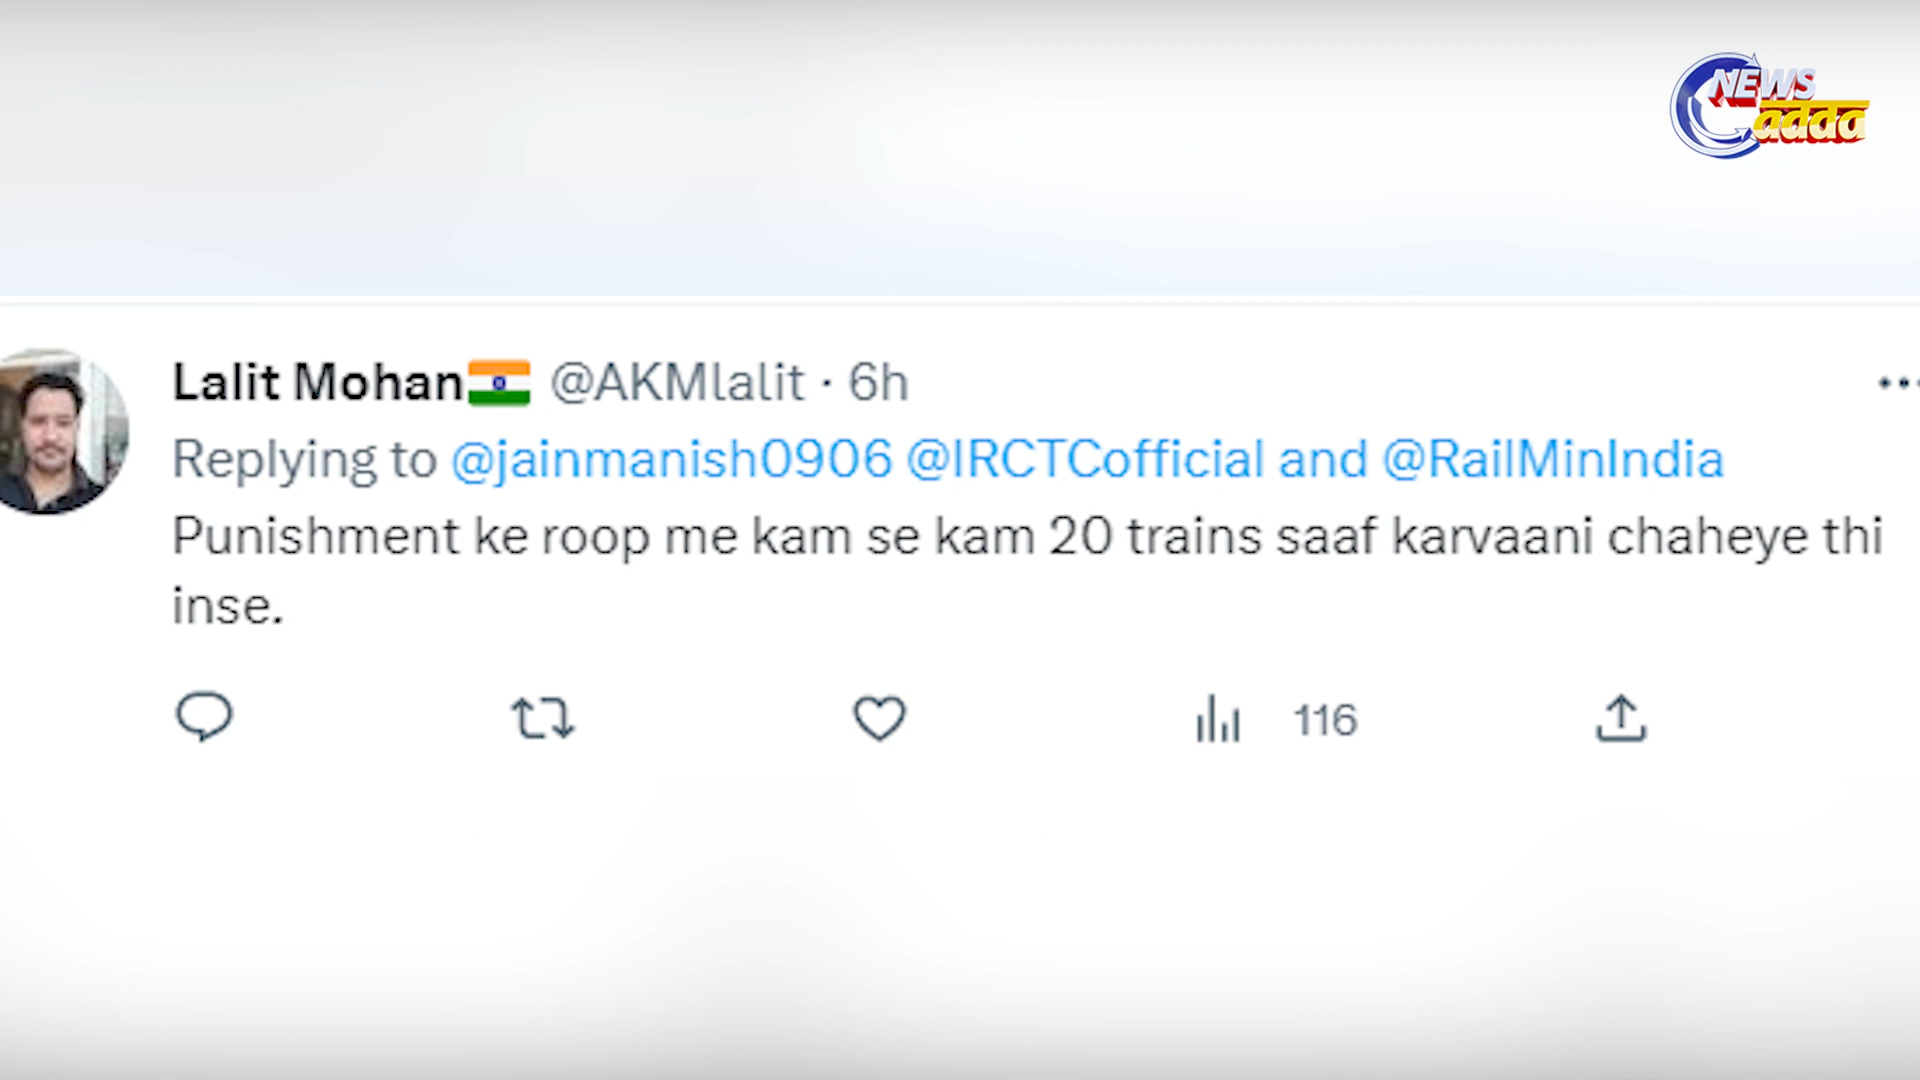 NEWS
adda
Lalit Mohan🇮🇳 @AKMlalit · 6h
Replying to @jainmanish0906 @IRCTCofficial and @RailMinIndia
Punishment ke roop me kam se kam 20 trains saaf karvaani chaheye thi
inse.
116